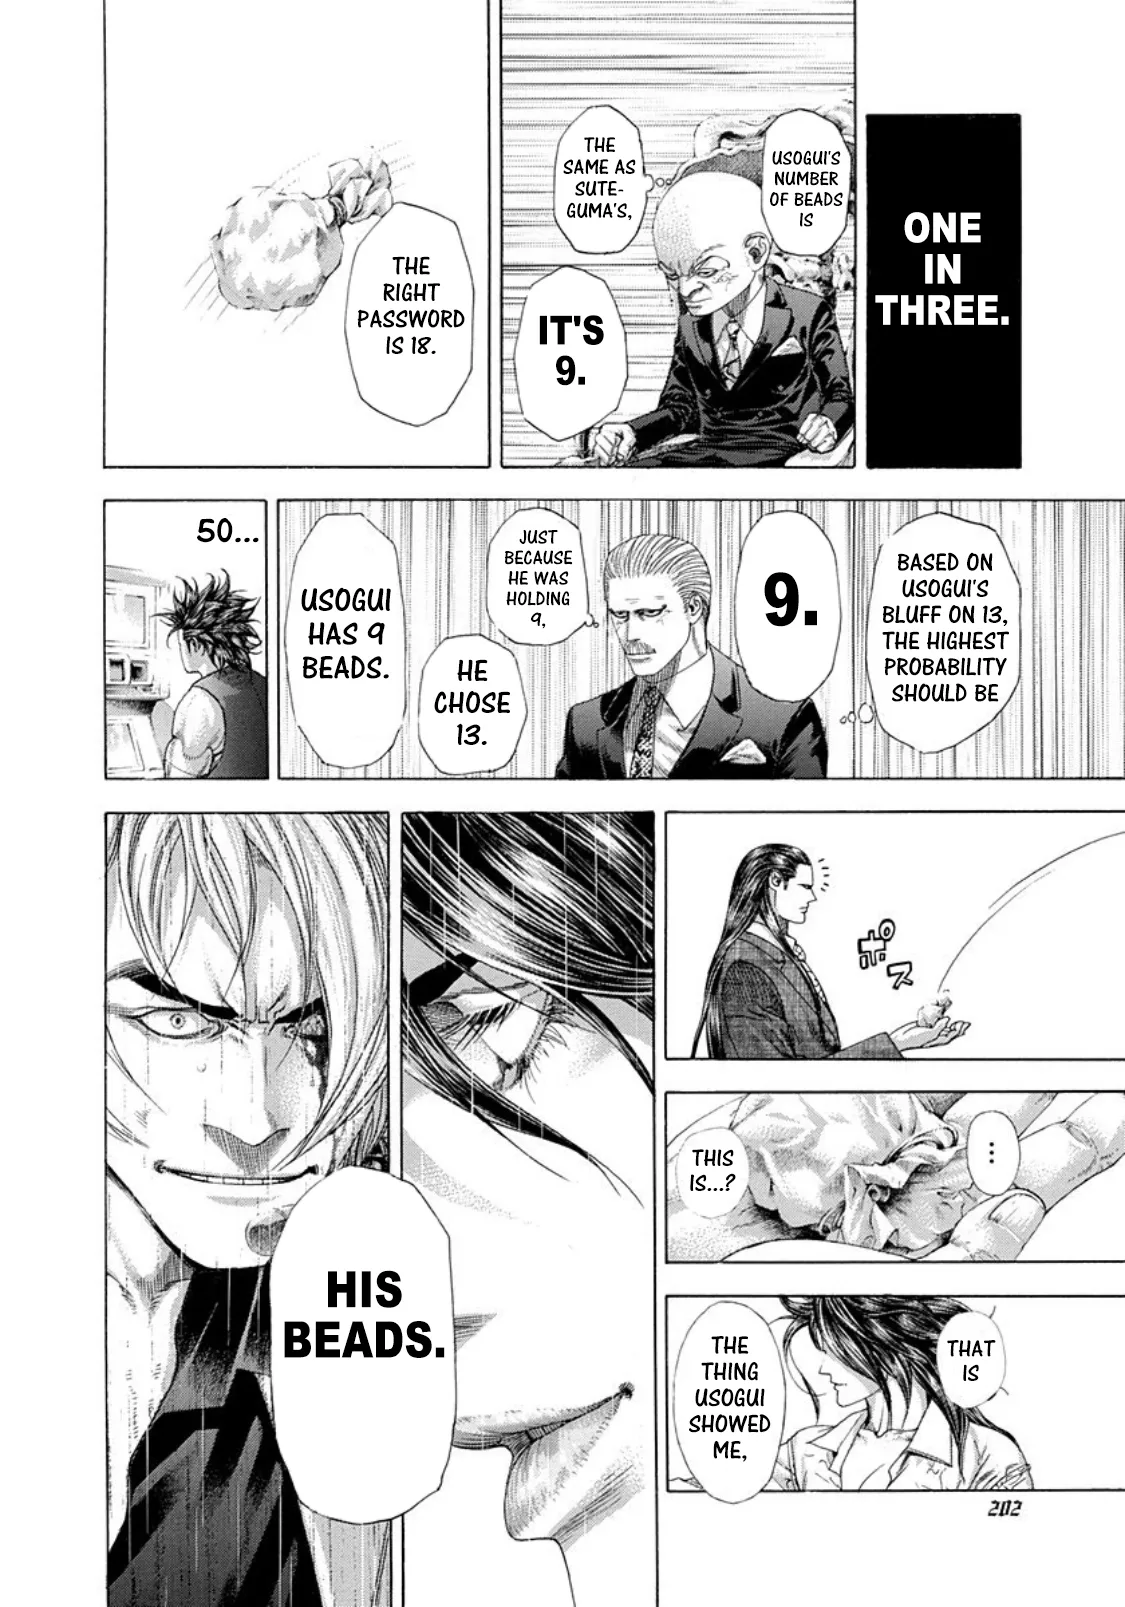 ONE
IN
THREE.
USOGUI'S
NUMBER
OF BEADS
IS
THE
SAME AS
SUTE-
GUMA'S,
IT'S
9.
THE
RIGHT
PASSWORD
IS 18.
BASED ON
USOGUI'S
BLUFF ON 13,
THE HIGHEST
PROBABILITY
SHOULD BE
9.
JUST
BECAUSE
HE WAS
HOLDING
9,
HE
CHOSE
13.
USOGUI
HAS 9
BEADS.
50...
ポス
...
THIS
IS...?
THAT
IS
THE
THING
USOGUI
SHOWED
ME,
HIS
BEADS.
202